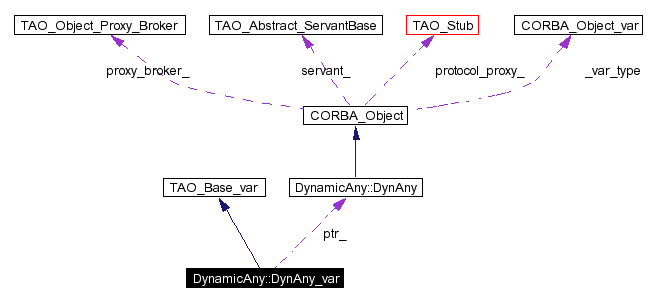 TAO_Object_Proxy_Broker
TAO_Abstract_ServantBase
TAO_Stub
CORBA_Object_var
proxy_broker_
servant_
protocol_proxy_
_var_type
CORBA_Object
TAO_Base_var
DynamicAny::DynAny
ptr_
DynamicAny::DynAny_var